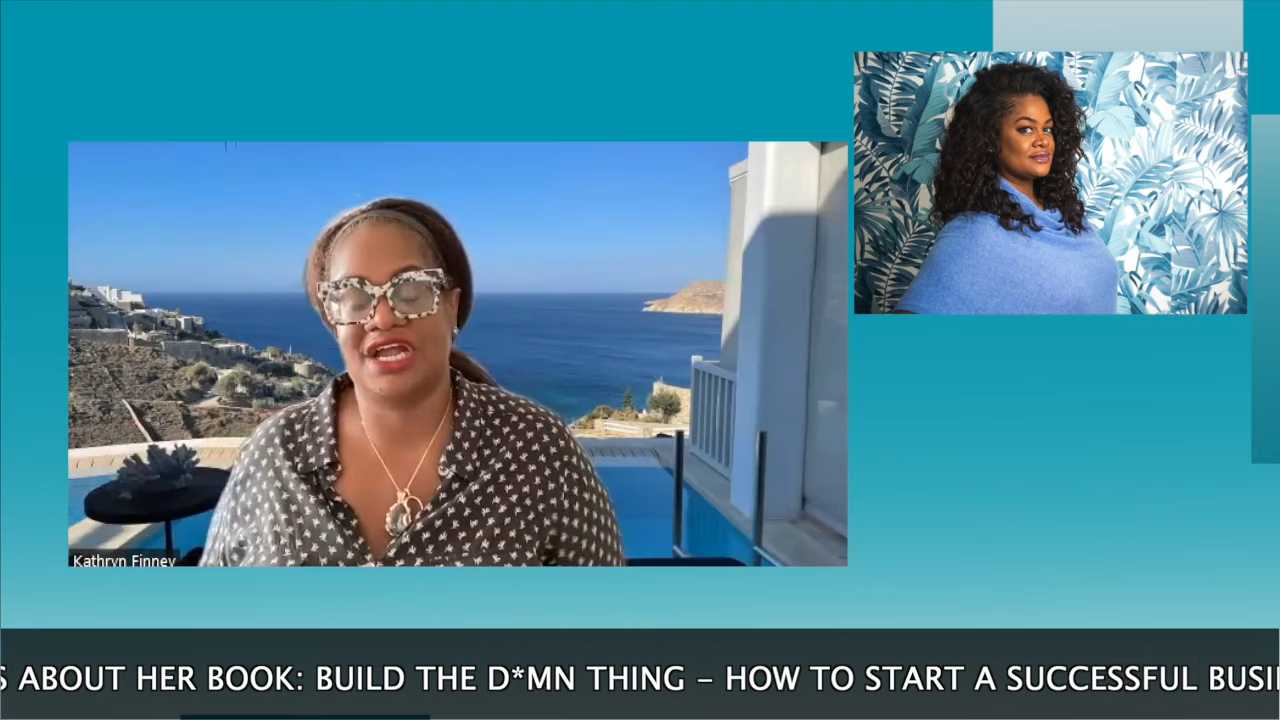 Kathryn Finney
S ABOUT HER BOOK: BUILD THE D*MN THING – HOW TO START A SUCCESSFUL BUSI